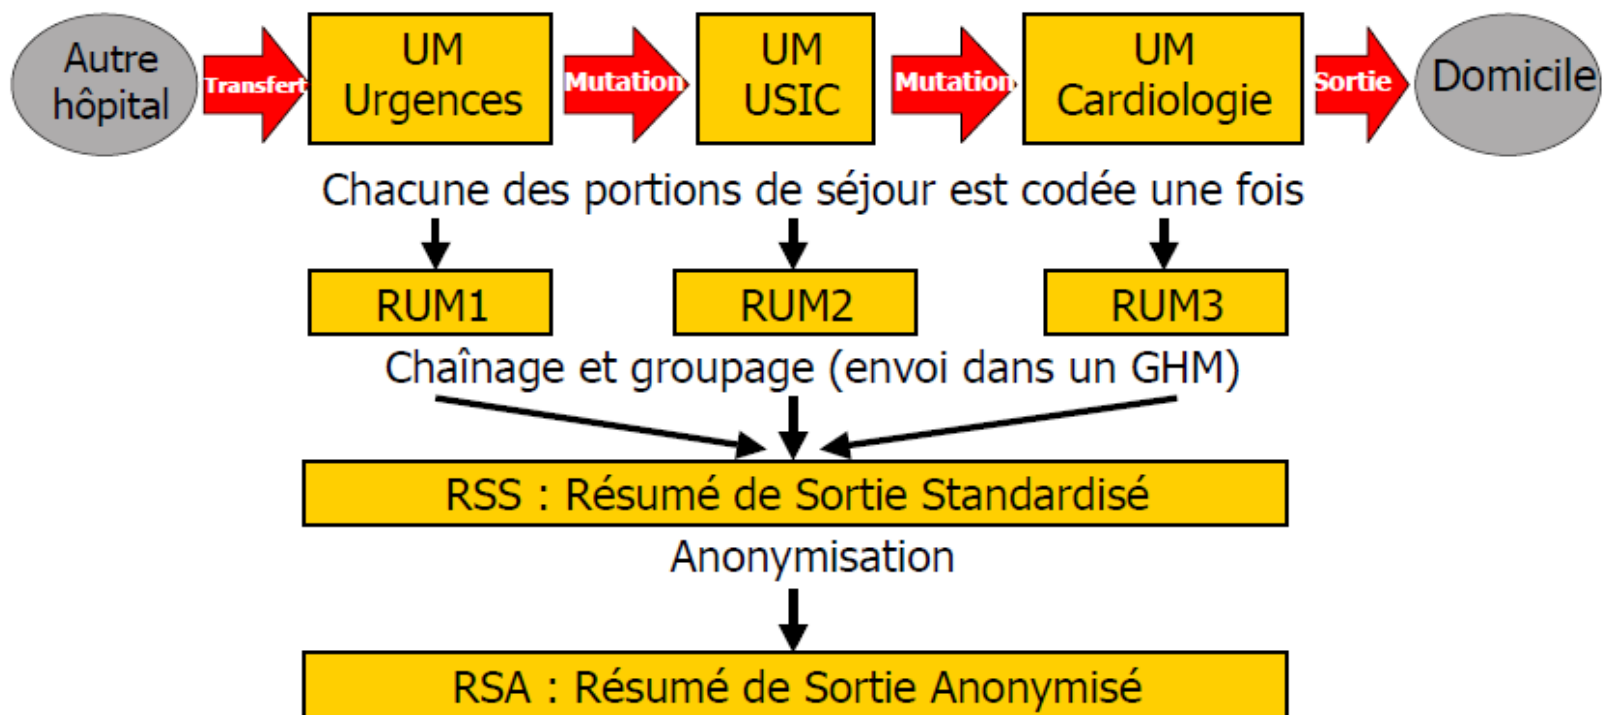 Autre
hôpital
Transfert
UM
Urgences
Mutation
UM
USIC
Mutation
UM
Cardiologie
Sortie
Domicile
Chacune des portions de séjour est codée une fois
RUM1
RUM2
RUM3
Chaînage et groupage (envoi dans un GHM)
RSS : Résumé de Sortie Standardisé
Anonymisation
RSA : Résumé de Sortie Anonymisé